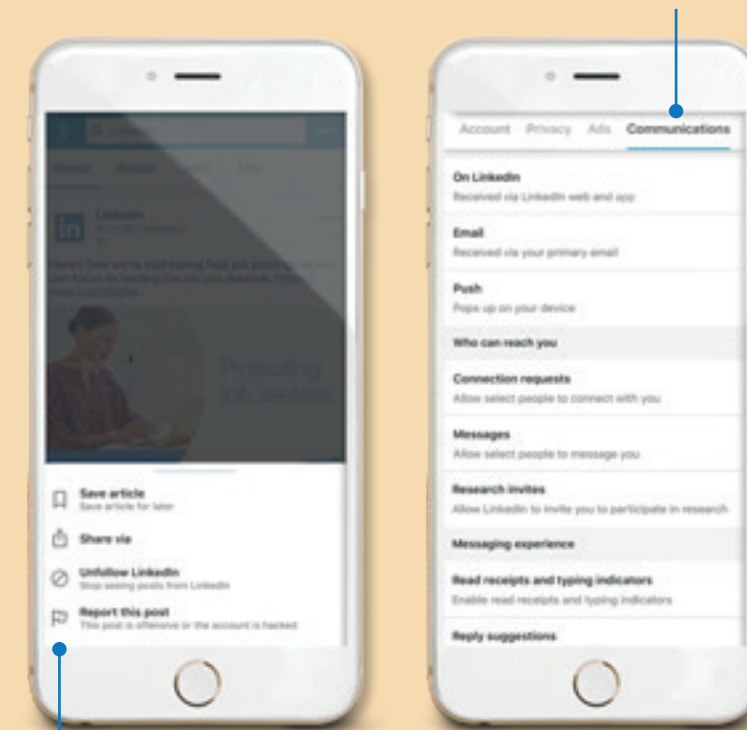 in
LinkedIn
Protecting
job seekers
Save article
Save article for later
Share via
Unfollow LinkedIn
Stop seeing posts from LinkedIn
Report this post
This post is offensive or the account is hacked
Account Privacy Ads Communications
On LinkedIn
Received via LinkedIn web and app
Email
Received via your primary email
Push
Pops up on your device
Who can reach you
Connection requests
Allow select people to connect with you
Messages
Allow select people to message you
Research invites
Allow LinkedIn to invite you to participate in research
Messaging experience
Read receipts and typing indicators
Enable read receipts and typing indicators
Reply suggestions